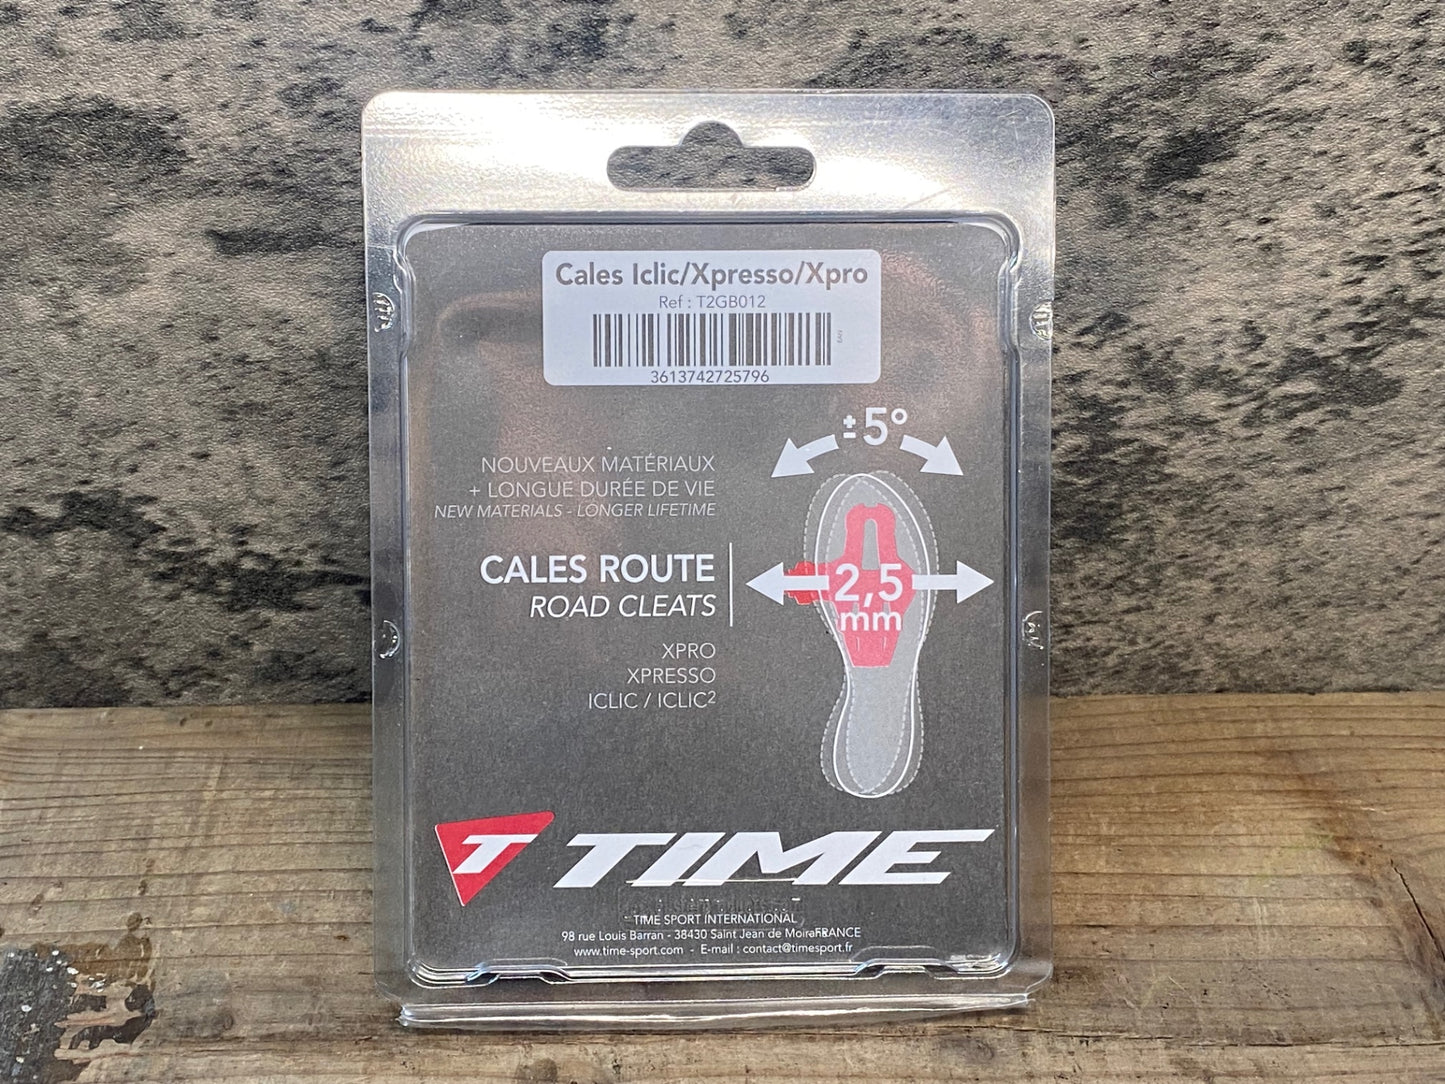 Cales Iclic/Xpresso/Xpro
Ref : T2GB012
EAN
3613742725796
±5°
NOUVEAUX MATÉRIAUX
+ LONGUE DURÉE DE VIE
NEW MATERIALS - LONGER LIFETIME
CALES ROUTE
ROAD CLEATS
2,5
mm
XPRO
XPRESSO
ICLIC / ICLIC²
T TIME
TIME SPORT INTERNATIONAL
98 rue Louis Barran - 38430 Saint Jean de Moirans FRANCE
www.time-sport.com - E-mail : contact@timesport.fr